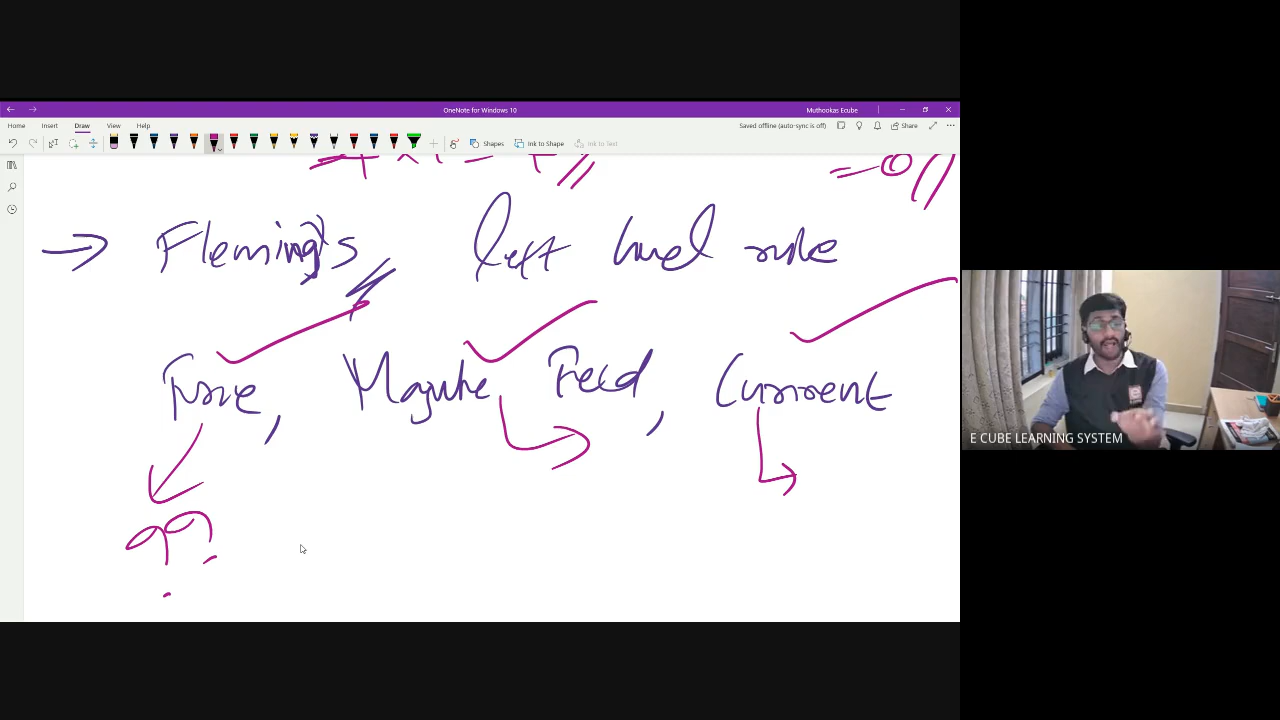 OneNote for Windows 10
Muthookas Ecube
Home Insert Draw View Help
Saved offline (auto-sync is off) Share
Shapes Ink to Shape Ink to Text
→ Fleming's left hand rule
Force, Magnetic Field, Current
??
E CUBE LEARNING SYSTEM